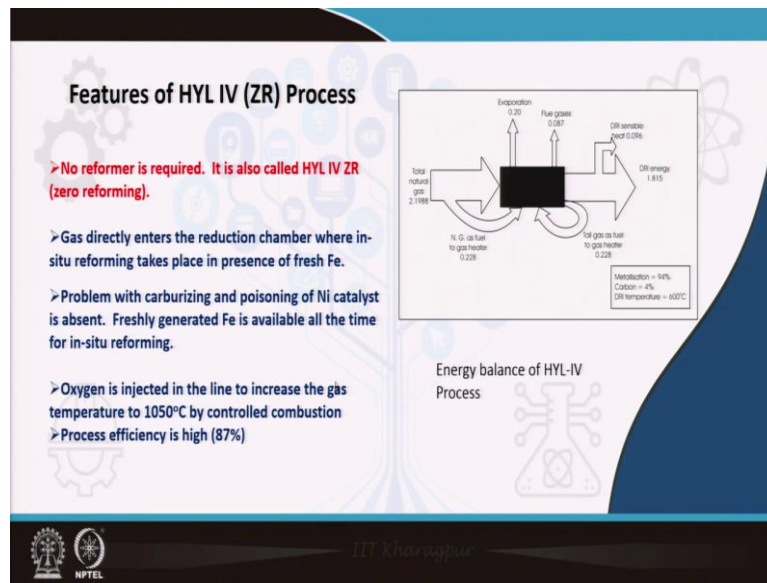 Features of HYL IV (ZR) Process
➢No reformer is required. It is also called HYL IV ZR
(zero reforming).
➢Gas directly enters the reduction chamber where in-
situ reforming takes place in presence of fresh Fe.
➢Problem with carburizing and poisoning of Ni catalyst
is absent. Freshly generated Fe is available all the time
for in-situ reforming.
➢Oxygen is injected in the line to increase the gas
temperature to 1050°C by controlled combustion
➢Process efficiency is high (87%)
Evaporation
0.20
Flue gases
0.087
DRI sensible
heat 0.096
Total
natural
gas
2.1988
DRI energy
1.815
N. G. as fuel
to gas heater
0.228
Tail gas as fuel
to gas heater
0.228
Metallisation = 94%
Carbon = 4%
DRI temperature = 600°C
Energy balance of HYL-IV
Process
IIT Kharagpur
NPTEL